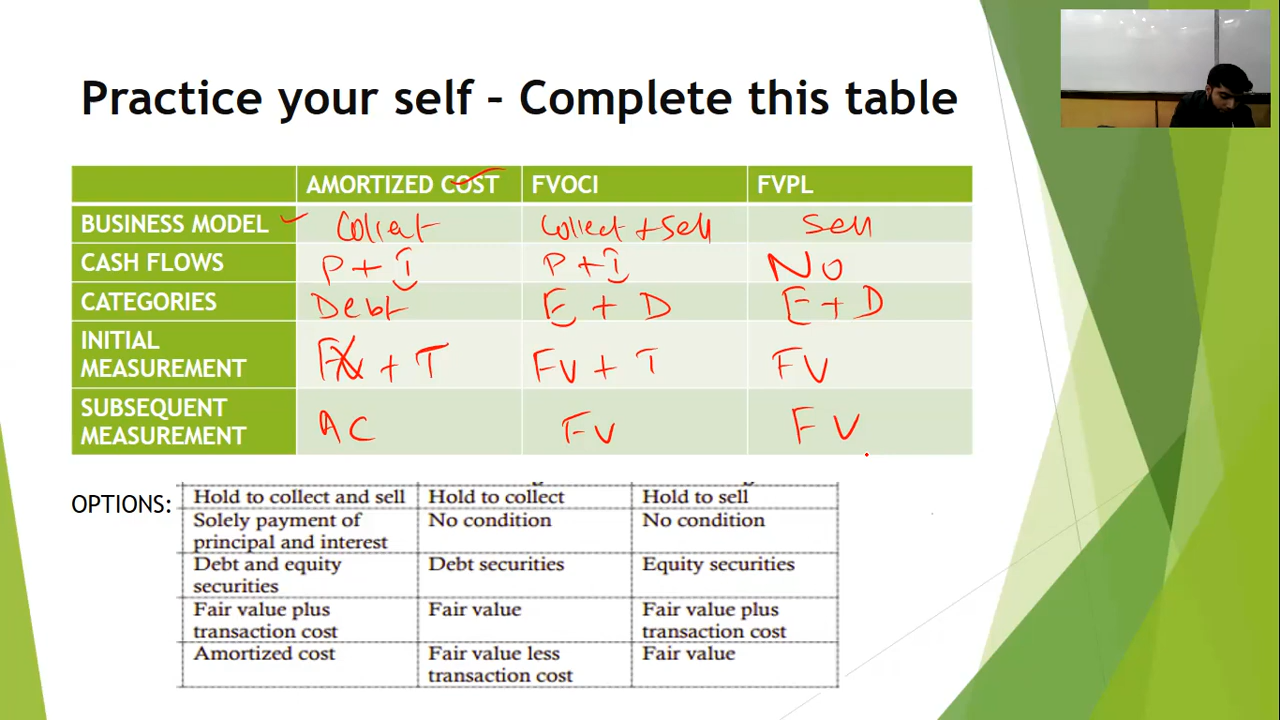 Practice your self – Complete this table
AMORTIZED COST FVOCI FVPL
BUSINESS MODEL Collect Collect + Sell Sell
CASH FLOWS P + I P + I No
CATEGORIES Debt E + D E + D
INITIAL
MEASUREMENT FV + T FV + T FV
SUBSEQUENT
MEASUREMENT AC FV FV
OPTIONS:
Hold to collect and sell Hold to collect Hold to sell
Solely payment of No condition No condition
principal and interest
Debt and equity Debt securities Equity securities
securities
Fair value plus Fair value Fair value plus
transaction cost transaction cost
Amortized cost Fair value less Fair value
transaction cost